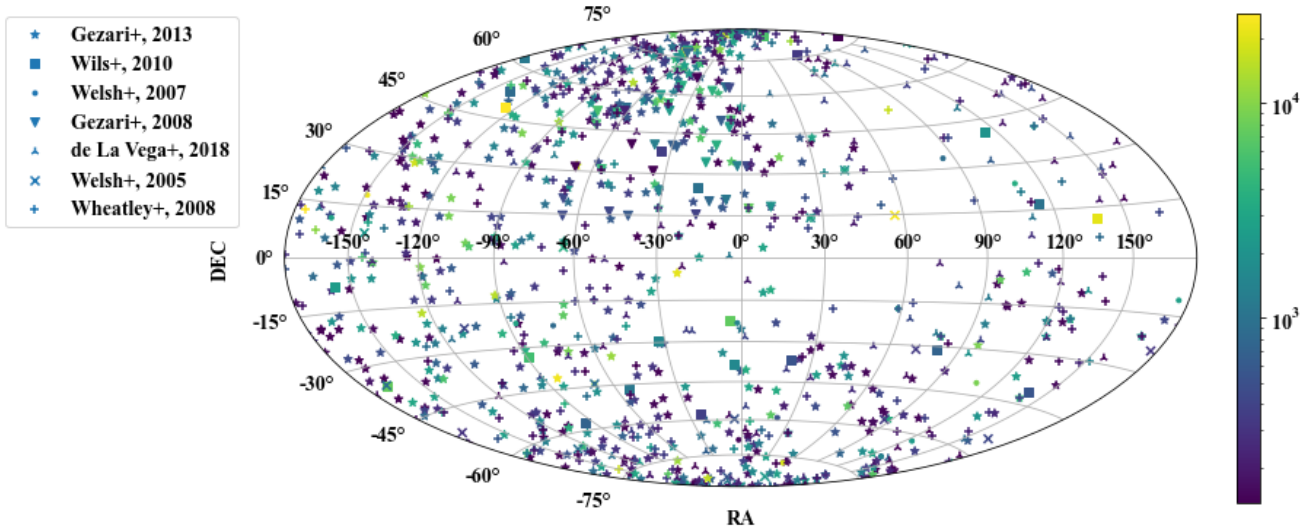 Gezari+, 2013
Wils+, 2010
Welsh+, 2007
Gezari+, 2008
de La Vega+, 2018
Welsh+, 2005
Wheatley+, 2008
75°
60°
45°
30°
15°
0°
-15°
-30°
-45°
-60°
-75°
-150° -120° -90° -60° -30° 0° 30° 60° 90° 120° 150°
DEC
RA
10⁴
10³